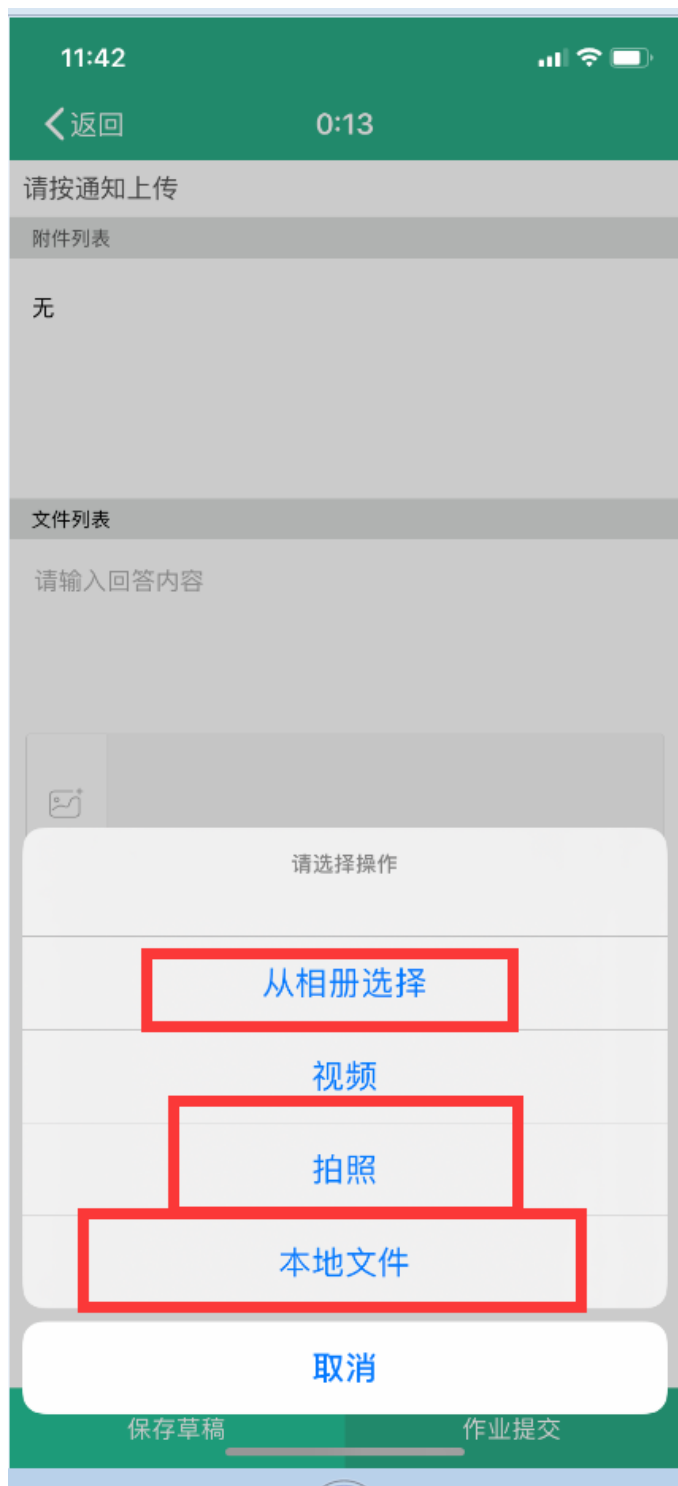 11:42
返回 0:13
请按通知上传
附件列表
无
文件列表
请输入回答内容
请选择操作
从相册选择
视频
拍照
本地文件
取消
保存草稿 作业提交